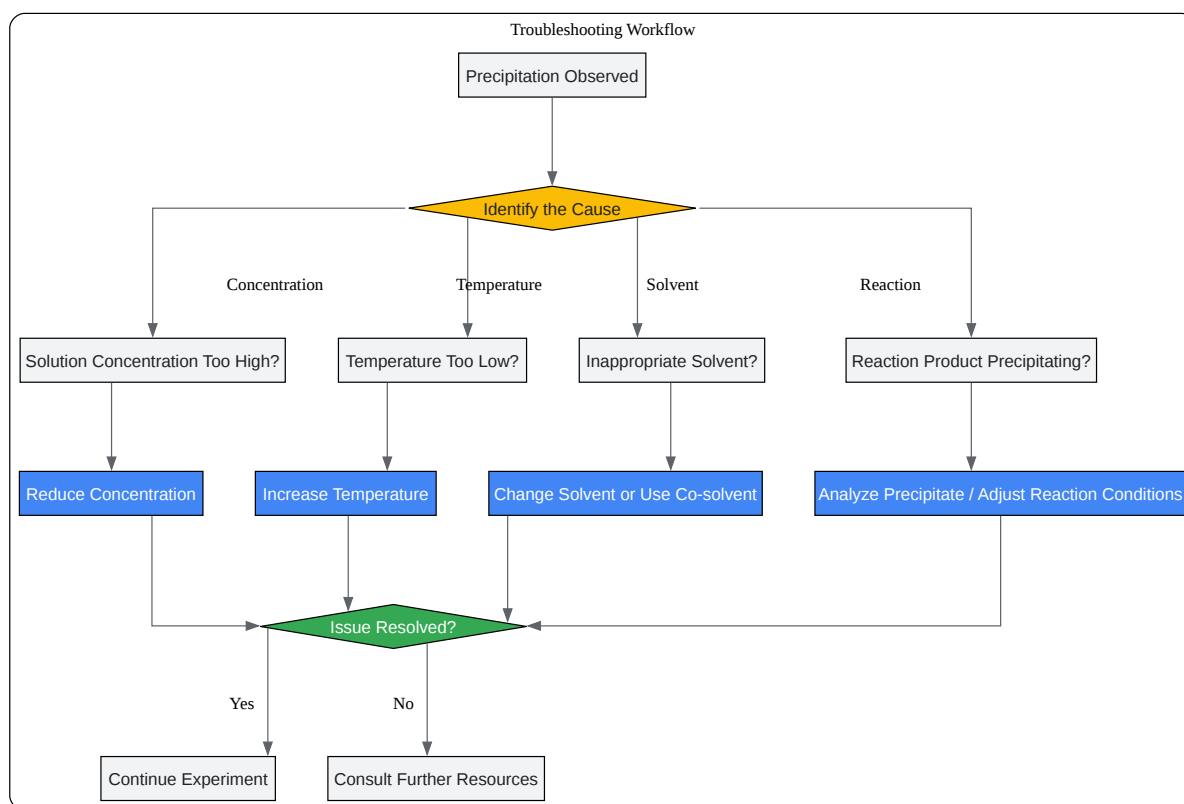 Troubleshooting Workflow
Precipitation Observed
Identify the Cause
Concentration
Temperature
Solvent
Reaction
Solution Concentration Too High?
Temperature Too Low?
Inappropriate Solvent?
Reaction Product Precipitating?
Reduce Concentration
Increase Temperature
Change Solvent or Use Co-solvent
Analyze Precipitate / Adjust Reaction Conditions
Issue Resolved?
Yes
No
Continue Experiment
Consult Further Resources